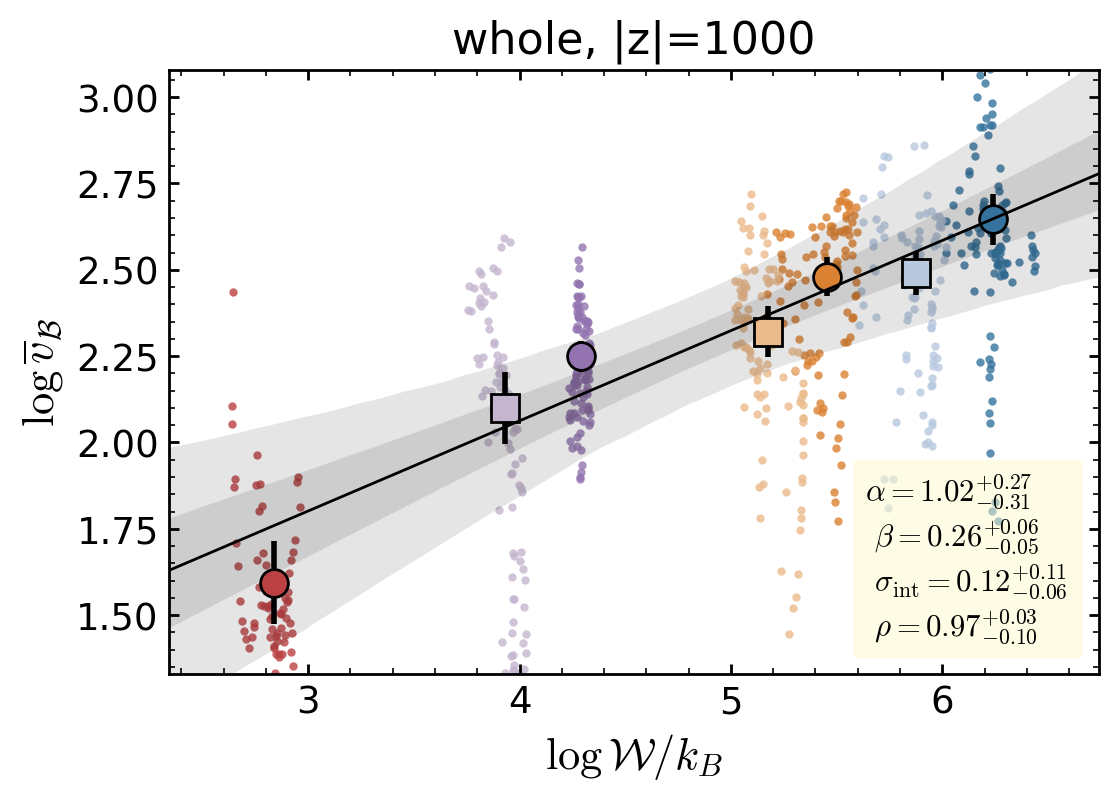 whole, |z|=1000
3.00
2.75
2.50
2.25
2.00
1.75
1.50
log v̅_ℬ
α = 1.02^{+0.27}_{−0.31}
β = 0.26^{+0.06}_{−0.05}
σ_int = 0.12^{+0.11}_{−0.06}
ρ = 0.97^{+0.03}_{−0.10}
3 4 5 6
log 𝒲/k_B